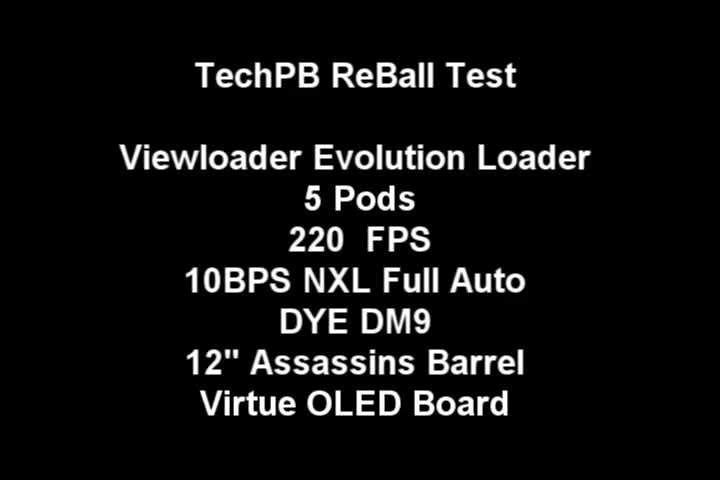 TechPB ReBall Test
Viewloader Evolution Loader
5 Pods
220 FPS
10BPS NXL Full Auto
DYE DM9
12" Assassins Barrel
Virtue OLED Board